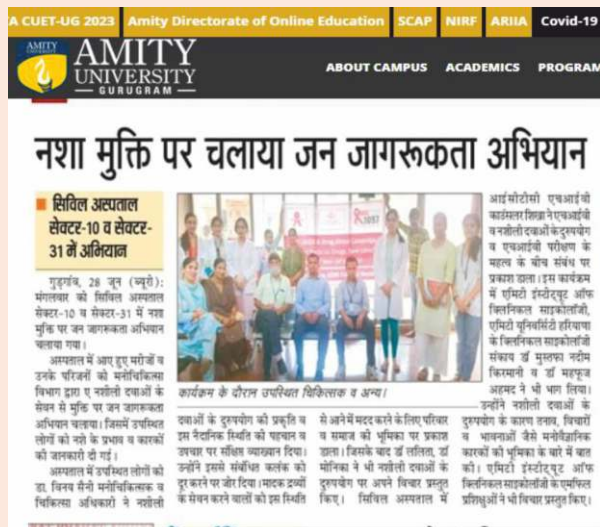 A CUET-UG 2023
Amity Directorate of Online Education
SCAP
NIRF
ARIIA
Covid-19
AMITY
UNIVERSITY
AMITY
UNIVERSITY
GURUGRAM
ABOUT CAMPUS
ACADEMICS
PROGRAM
नशा मुक्ति पर चलाया जन जागरूकता अभियान
सिविल अस्पताल
सेक्टर-10 व सेक्टर-
31 में अभियान
गुड़गांव, 28 जून (ब्यूरो):
मंगलवार को सिविल अस्पताल
सेक्टर-10 व सेक्टर-31 में नशा
मुक्ति पर जन जागरूकता अभियान
चलाया गया।
अस्पताल में आए हुए मरीजों व
उनके परिजनों को मनोचिकित्सा
विभाग द्वारा ए नशीली दवाओं के
सेवन से मुक्ति पर जन जागरूकता
अभियान चलाया। जिसमें उपस्थित
लोगों को नशे के प्रभाव व कारकों
की जानकारी दी गई।
अस्पताल में उपस्थित लोगों को
डा. विनय सैनी मनोचिकित्सक व
चिकित्सा अधिकारी ने नशीली
1097
कार्यक्रम के दौरान उपस्थित चिकित्सक व अन्य।
दवाओं के दुरुपयोग की प्रकृति व
इस नैदानिक स्थिति की पहचान व
उपचार पर संक्षिप्त व्याख्यान दिया।
उन्होंने इससे संबंधित कलंक को
दूर करने पर जोर दिया। मादक द्रव्यों
के सेवन करने वालों को इस स्थिति
से आने में मदद करने के लिए परिवार
व समाज की भूमिका पर प्रकाश
डाला। जिसके बाद डॉ ललिता, डॉ
मोनिका ने भी नशीली दवाओं के
दुरुपयोग पर अपने विचार प्रस्तुत
किए। सिविल अस्पताल में
आईसीटीसी एचआईवी
काउंसलर शिखा ने एचआईवी
व नशीली दवाओं के दुरुपयोग
व एचआईवी परीक्षण के
महत्व के बीच संबंध पर
प्रकाश डाला। इस कार्यक्रम
में एमिटी इंस्टीट्यूट ऑफ
क्लिनिकल साइकोलॉजी,
एमिटी यूनिवर्सिटी हरियाणा
के क्लिनिकल साइकोलॉजी
संकाय डॉ मुस्तफा नदीम
किरमानी व डॉ महफूज
अहमद ने भी भाग लिया।
उन्होंने नशीली दवाओं के
दुरुपयोग के कारण तनाव, विचारों
व भावनाओं जैसे मनोवैज्ञानिक
कारकों की भूमिका के बारे में बात
की। एमिटी इंस्टीट्यूट ऑफ
क्लिनिकल साइकोलॉजी के एमफिल
प्रशिक्षुओं ने भी विचार प्रस्तुत किए।